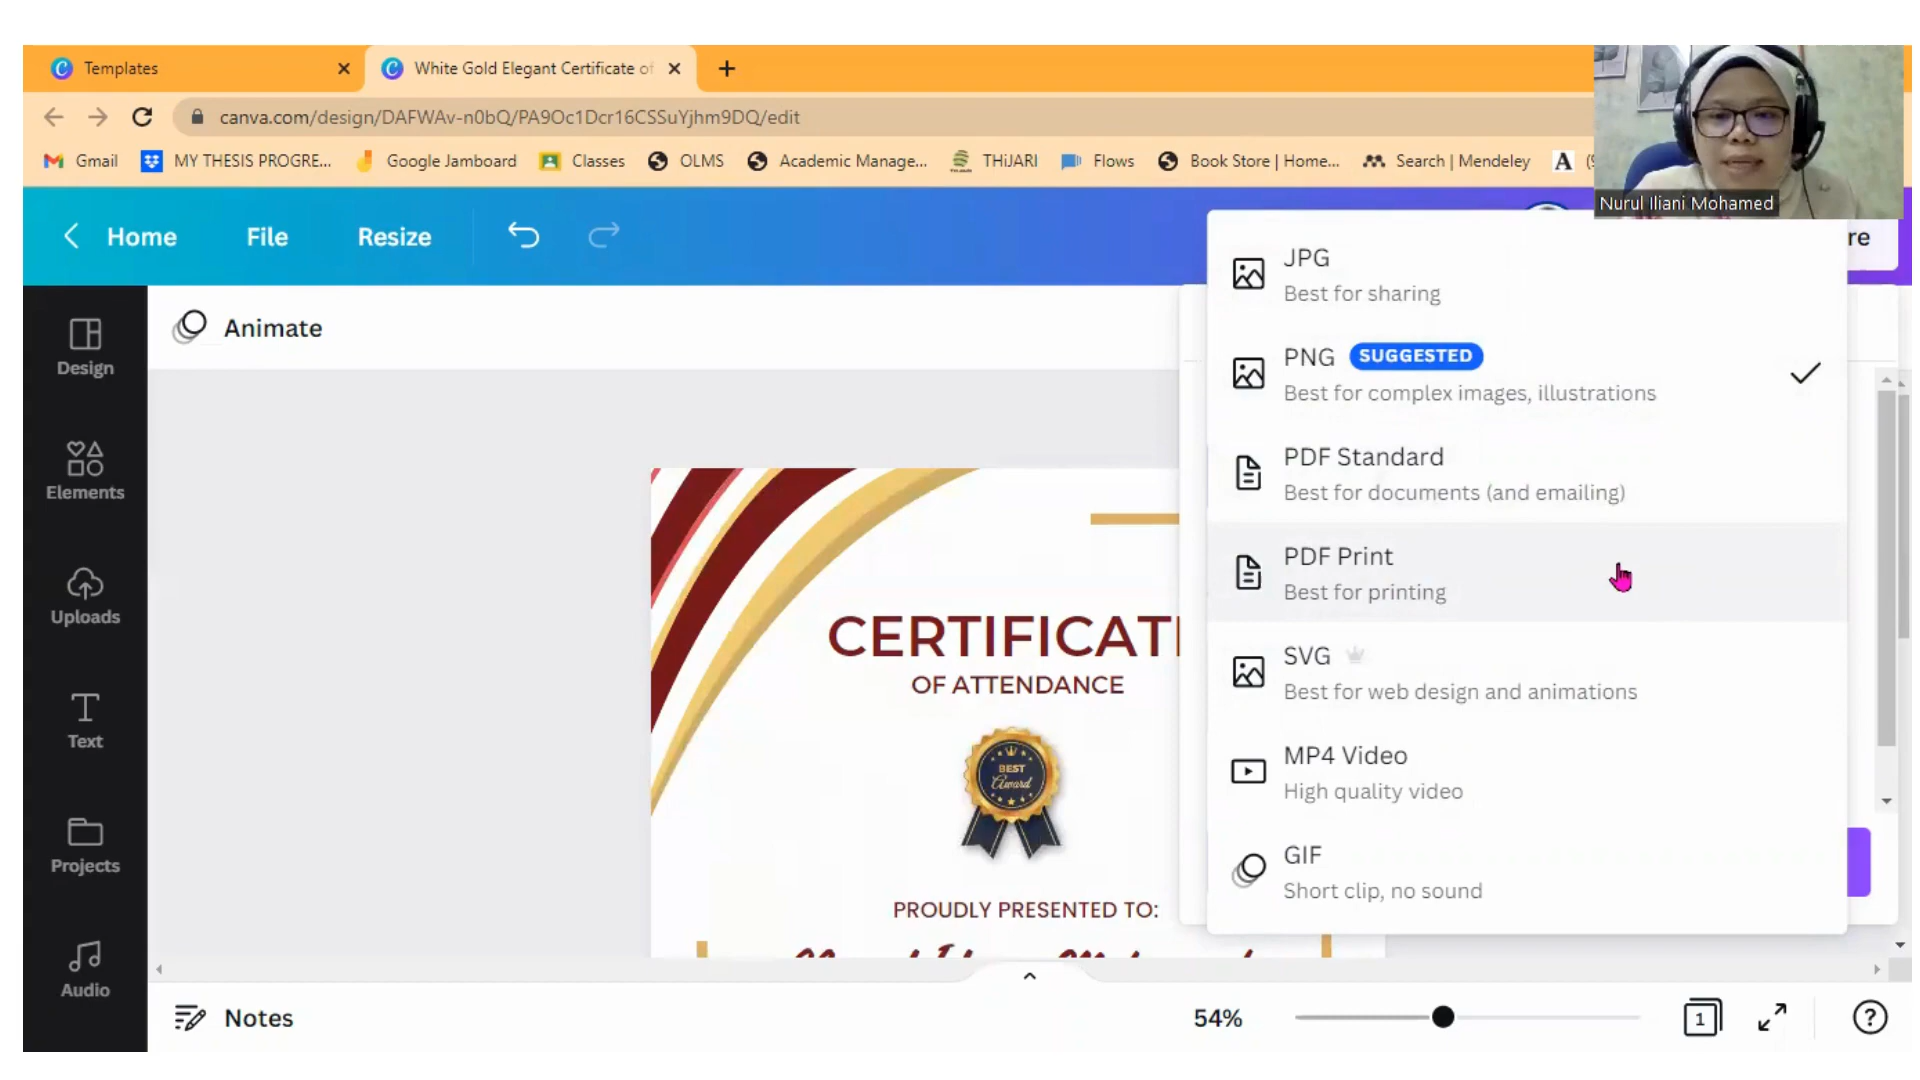 Templates
White Gold Elegant Certificate of
canva.com/design/DAFWAv-n0bQ/PA9Oc1Dcr16CSSuYjhm9DQ/edit
Gmail
MY THESIS PROGRE...
Google Jamboard
Classes
OLMS
Academic Manage...
THiJARI
Flows
Book Store | Home...
Search | Mendeley
A
Nurul Iliani Mohamed
Home
File
Resize
re
Animate
Design
Elements
Uploads
Text
Projects
Audio
CERTIFICAT
OF ATTENDANCE
BEST
Award
PROUDLY PRESENTED TO:
JPG
Best for sharing
PNG SUGGESTED
Best for complex images, illustrations
PDF Standard
Best for documents (and emailing)
PDF Print
Best for printing
SVG
Best for web design and animations
MP4 Video
High quality video
GIF
Short clip, no sound
Notes
54%
1
?